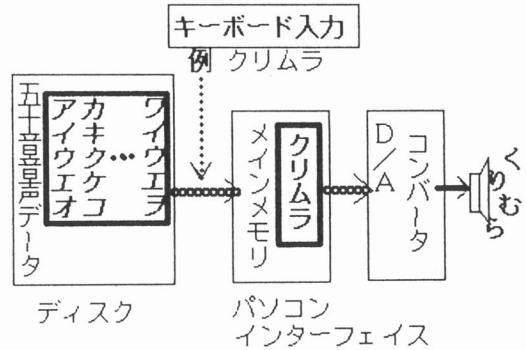 キーボード入力
例 クリムラ
五十音音声データ
アイウエオ
カキクケコ
…
ワイウエヲ
メインメモリ
クリムラ
D/A
コンバータ
くりむら
ディスク
パソコン
インターフェイス